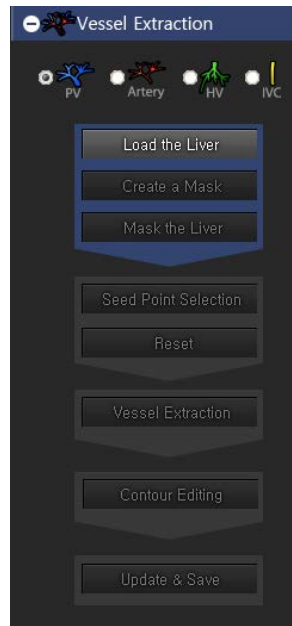 Vessel Extraction
PV Artery HV IVC
Load the Liver
Create a Mask
Mask the Liver
Seed Point Selection
Reset
Vessel Extraction
Contour Editing
Update & Save